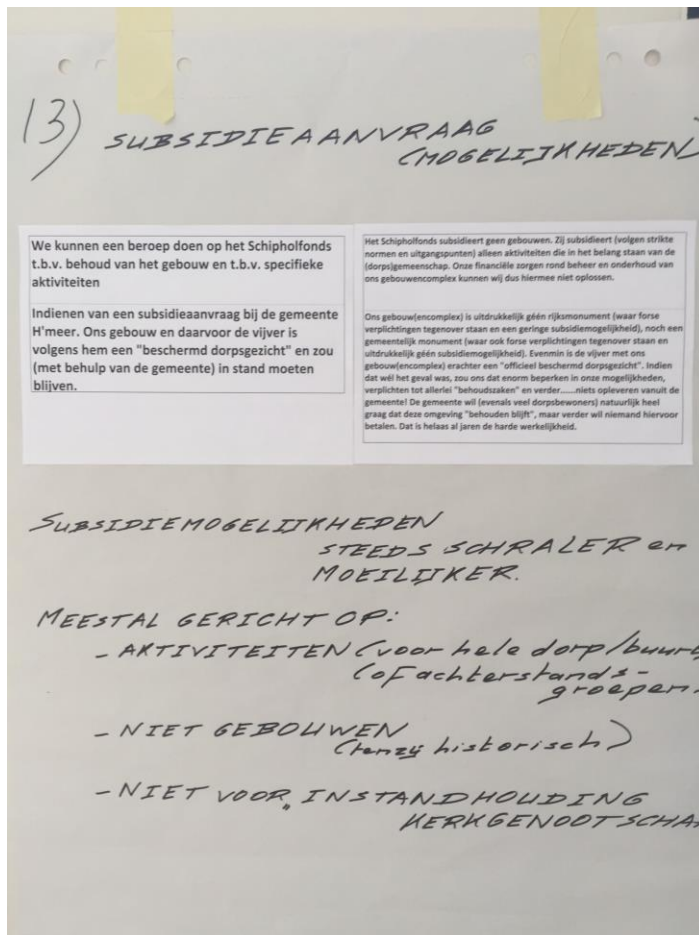 13)
SUBSIDIEAANVRAAG
(MOGELIJKHEDEN)
We kunnen een beroep doen op het Schipholfonds
t.b.v. behoud van het gebouw en t.b.v. specifieke
aktiviteiten
Indienen van een subsidieaanvraag bij de gemeente
H'meer. Ons gebouw en daarvoor de vijver is
volgens hem een "beschermd dorpsgezicht" en zou
(met behulp van de gemeente) in stand moeten
blijven.
Het Schipholfonds subsidieert geen gebouwen. Zij subsidieert (volgen strikte
normen en uitgangspunten) alleen aktiviteiten die in het belang staan van de
(dorps)gemeenschap. Onze financiële zorgen rond beheer en onderhoud van
ons gebouwencomplex kunnen wij dus hiermee niet oplossen.
Ons gebouw(encomplex) is uitdrukkelijk géén rijksmonument (waar forse
verplichtingen tegenover staan en een geringe subsidiemogelijkheid), noch een
gemeentelijk monument (waar ook forse verplichtingen tegenover staan en
uitdrukkelijk géén subsidiemogelijkheid). Evenmin is de vijver met ons
gebouw(encomplex) erachter een "officieel beschermd dorpsgezicht". Indien
dat wél het geval was, zou ons dat enorm beperken in onze mogelijkheden,
verplichten tot allerlei "behoudszaken" en verder......niets opleveren vanuit de
gemeente! De gemeente wil (evenals veel dorpsbewoners) natuurlijk heel
graag dat deze omgeving "behouden blijft", maar verder wil niemand hiervoor
betalen. Dat is helaas al jaren de harde werkelijkheid.
SUBSIDIEMOGELIJKHEDEN
STEEDS SCHRALER en
MOEILIJKER.
MEESTAL GERICHT OP:
- AKTIVITEITEN (voor hele dorp/buurt
(of achterstands-
groepen.
- NIET GEBOUWEN
(tenzij historisch)
- NIET VOOR „INSTANDHOUDING
KERKGENOOTSCHA